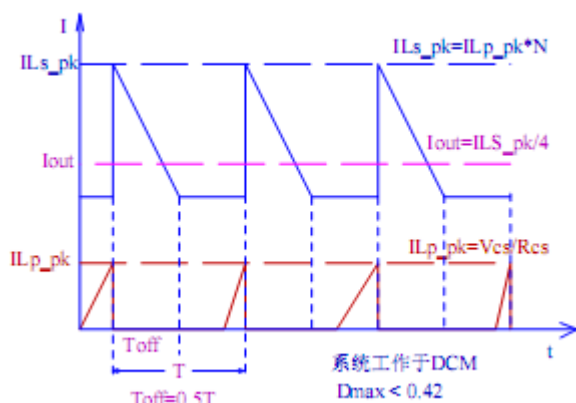 I
ILs_pk
ILs_pk=ILp_pk*N
Iout
Iout=ILS_pk/4
ILp_pk
ILp_pk=Vcs/Rcs
Toff
T
t
Toff=0.5T
系统工作于DCM
Dmax < 0.42